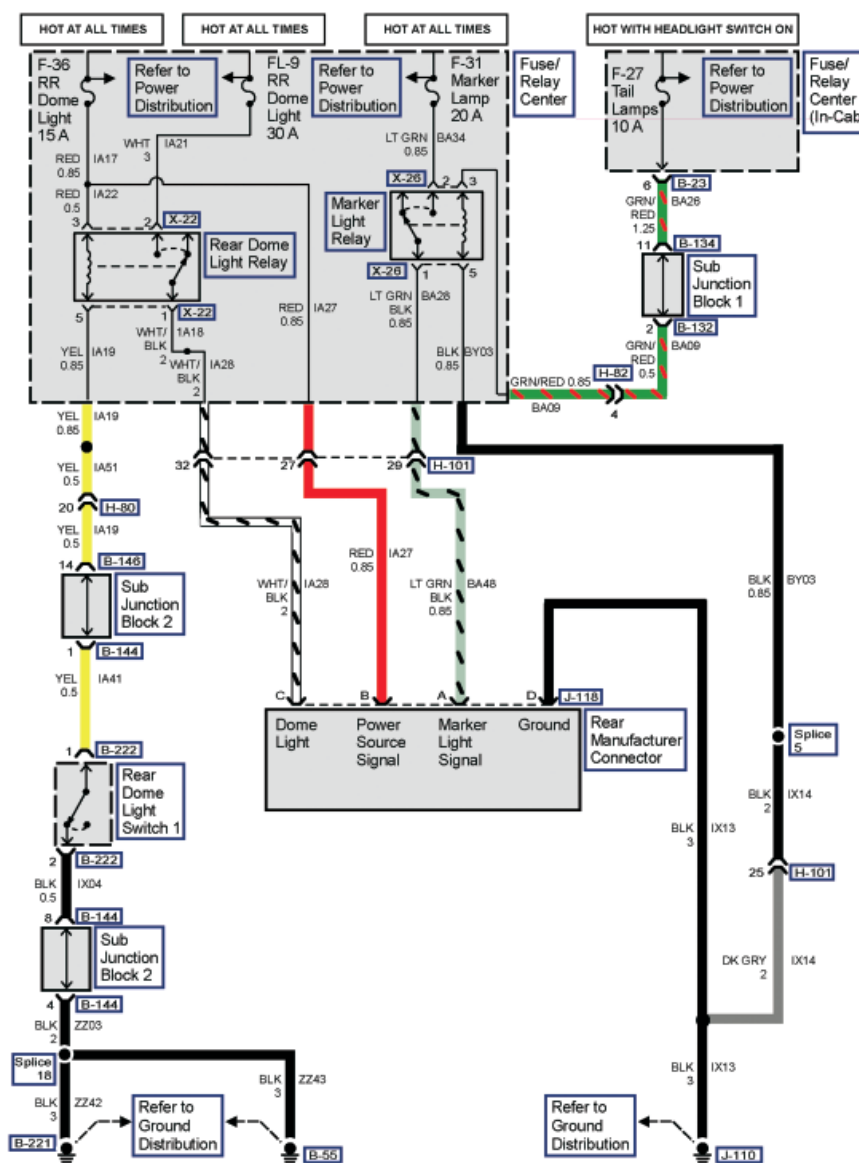 HOT AT ALL TIMES
HOT AT ALL TIMES
HOT AT ALL TIMES
HOT WITH HEADLIGHT SWITCH ON
F-36
RR
Dome
Light
15 A
Refer to
Power
Distribution
FL-9
RR
Dome
Light
30 A
Refer to
Power
Distribution
F-31
Marker
Lamp
20 A
Fuse/
Relay
Center
F-27
Tail
Lamps
10 A
Refer to
Power
Distribution
Fuse/
Relay
Center
(In-Cab
WHT IA21
3
LT GRN BA34
0.85
RED IA17
0.85
RED IA22
0.5
3 2 X-22
X-26 2 3
6 B-23
GRN/ BA26
RED
1.25
11 B-134
Rear Dome
Light Relay
Marker
Light
Relay
Sub
Junction
Block 1
5 1 X-22
X-26 1 5
2 B-132
YEL IA19
0.85
WHT/ 1A18
BLK
2
WHT/ IA28
BLK
2
RED IA27
0.85
LT GRN BA28
BLK
0.85
BLK BY03
0.85
GRN/ BA09
RED
0.5
GRN/RED 0.85
BA09
H-82
4
YEL IA19
0.85
YEL IA51
0.5
32 27 29 H-101
20 H-80
YEL IA19
0.5
14 B-146
Sub
Junction
Block 2
1 B-144
WHT/ IA28
BLK
2
RED IA27
0.85
LT GRN BA48
BLK
0.85
BLK BY03
0.85
YEL IA41
0.5
C B A D J-118
Dome
Light
Power
Source
Signal
Marker
Light
Signal
Ground
Rear
Manufacturer
Connector
Splice
5
1 B-222
Rear
Dome
Light
Switch 1
2 B-222
BLK IX14
2
BLK IX13
3
25 H-101
BLK IX04
0.5
8 B-144
Sub
Junction
Block 2
4 B-144
DK GRY IX14
2
BLK ZZ03
2
Splice
18
BLK ZZ43
3
BLK IX13
3
BLK ZZ42
3
Refer to
Ground
Distribution
Refer to
Ground
Distribution
B-221
B-55
J-110